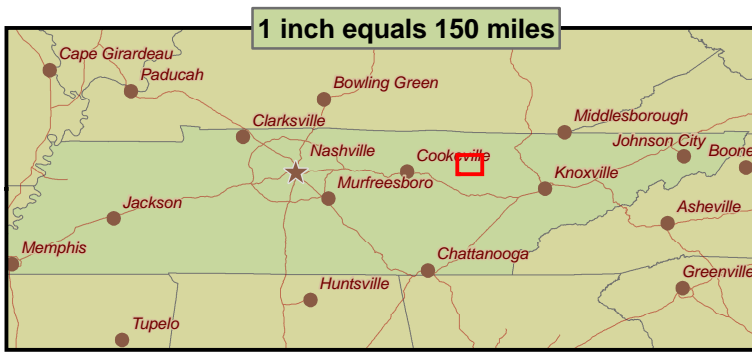 1 inch equals 150 miles
Cape Girardeau
Paducah
Bowling Green
Clarksville
Middlesborough
Johnson City
Boone
Nashville
Cookeville
Knoxville
Murfreesboro
Jackson
Asheville
Memphis
Chattanooga
Huntsville
Greenville
Tupelo